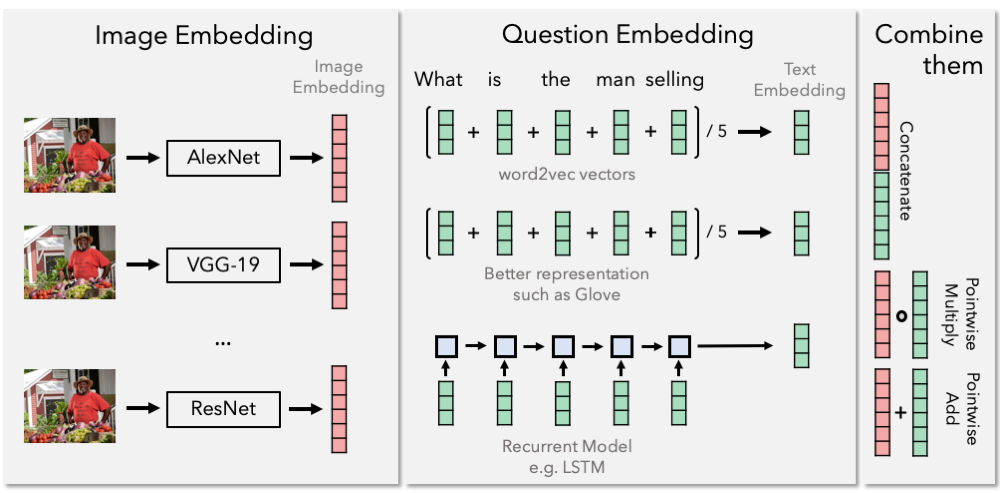 Image Embedding
Image
Embedding
AlexNet
VGG-19
...
ResNet
Question Embedding
What is the man selling
Text
Embedding
( + + + + ) / 5
word2vec vectors
( + + + + ) / 5
Better representation
such as Glove
Recurrent Model
e.g. LSTM
Combine
them
Concatenate
Pointwise
Multiply
+
Pointwise
Add